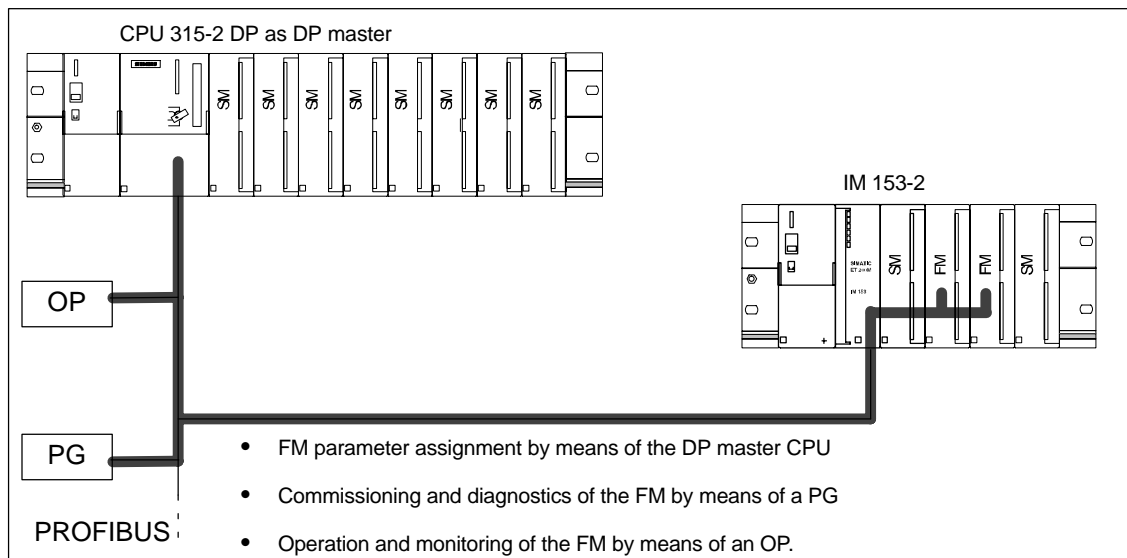 CPU 315-2 DP as DP master
SIEMENS
SM
SM
SM
SM
SM
SM
SM
SM
IM 153-2
SIMATIC
IM 153
SM
FM
FM
SM
OP
PG
PROFIBUS
• FM parameter assignment by means of the DP master CPU
• Commissioning and diagnostics of the FM by means of a PG
• Operation and monitoring of the FM by means of an OP.